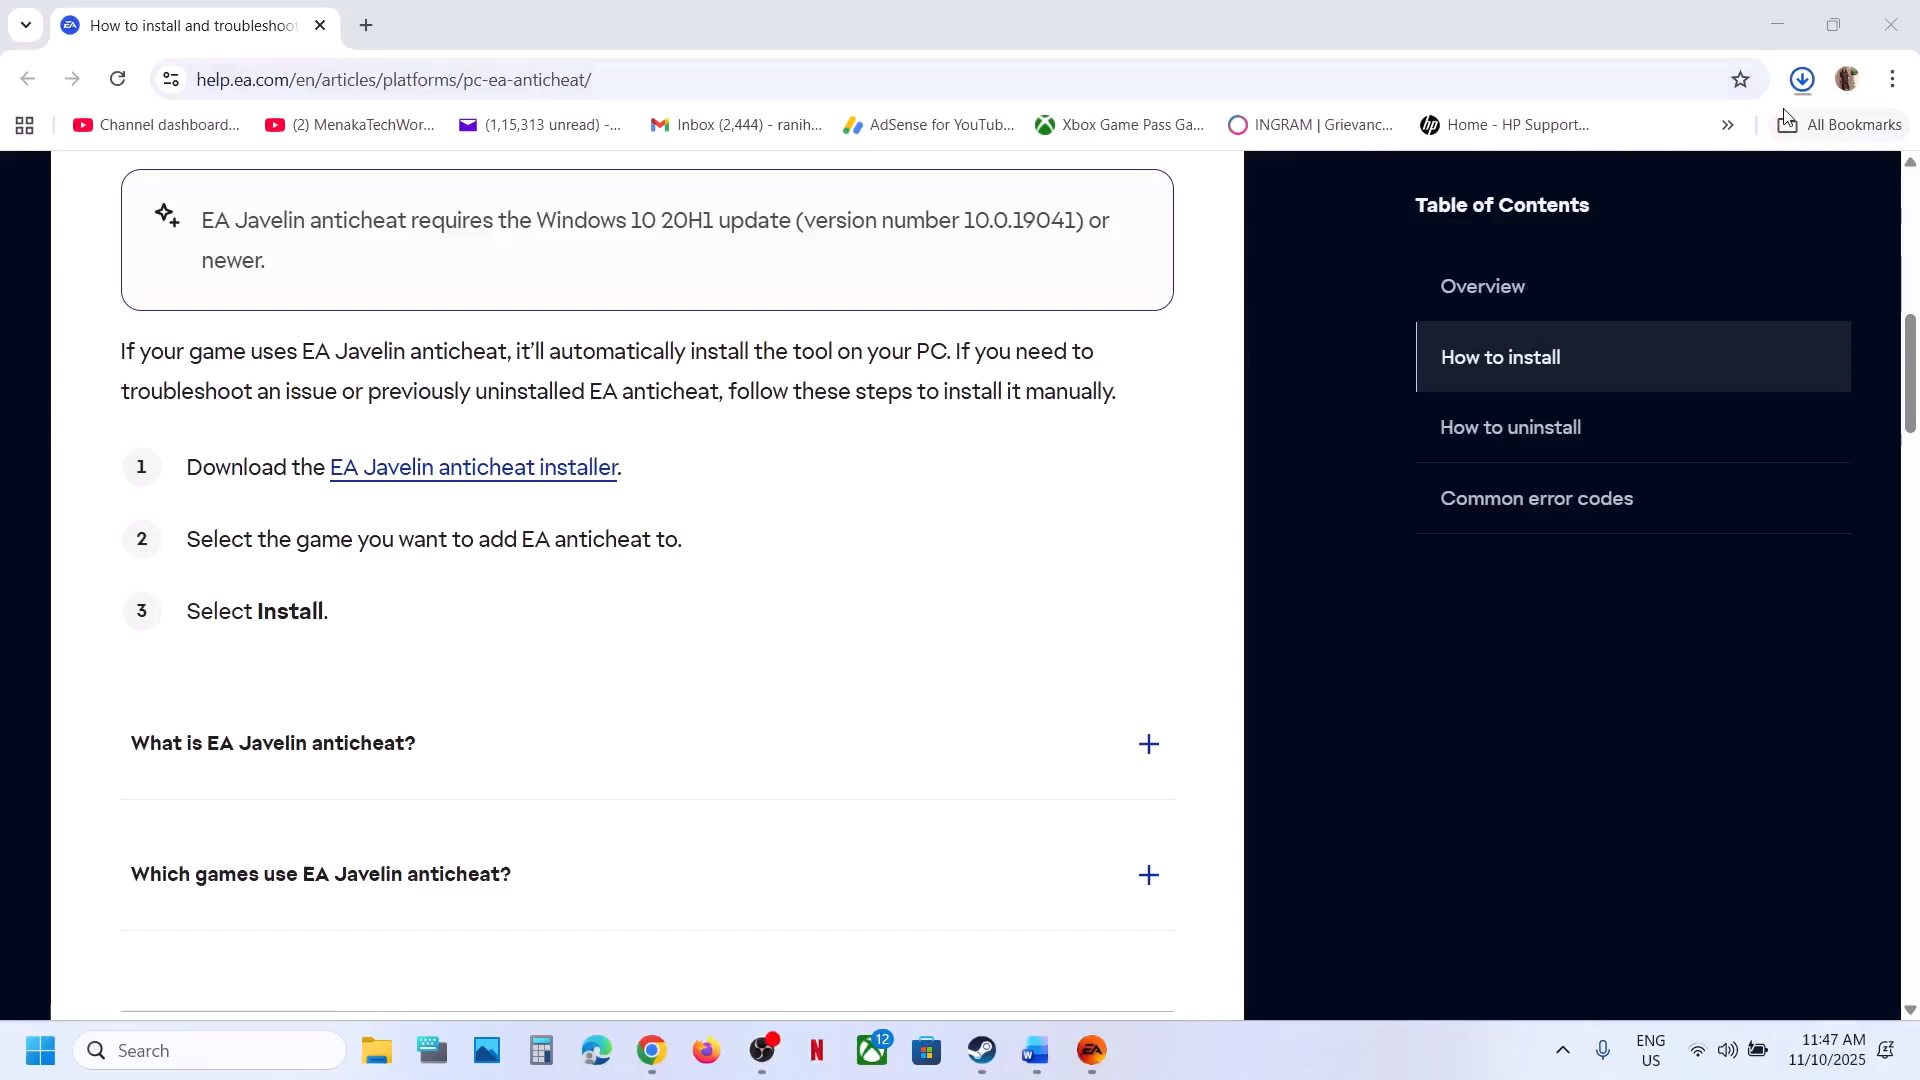 How to install and troubleshoot
help.ea.com/en/articles/platforms/pc-ea-anticheat/
Channel dashboard...
(2) MenakaTechWor...
(1,15,313 unread) -...
Inbox (2,444) - ranih...
AdSense for YouTub...
Xbox Game Pass Ga...
INGRAM | Grievanc...
Home - HP Support...
All Bookmarks
EA Javelin anticheat requires the Windows 10 20H1 update (version number 10.0.19041) or
newer.
If your game uses EA Javelin anticheat, it’ll automatically install the tool on your PC. If you need to
troubleshoot an issue or previously uninstalled EA anticheat, follow these steps to install it manually.
1 Download the EA Javelin anticheat installer.
2 Select the game you want to add EA anticheat to.
3 Select Install.
What is EA Javelin anticheat?
Which games use EA Javelin anticheat?
Table of Contents
Overview
How to install
How to uninstall
Common error codes
Search
12
ENG
US
11:47 AM
11/10/2025